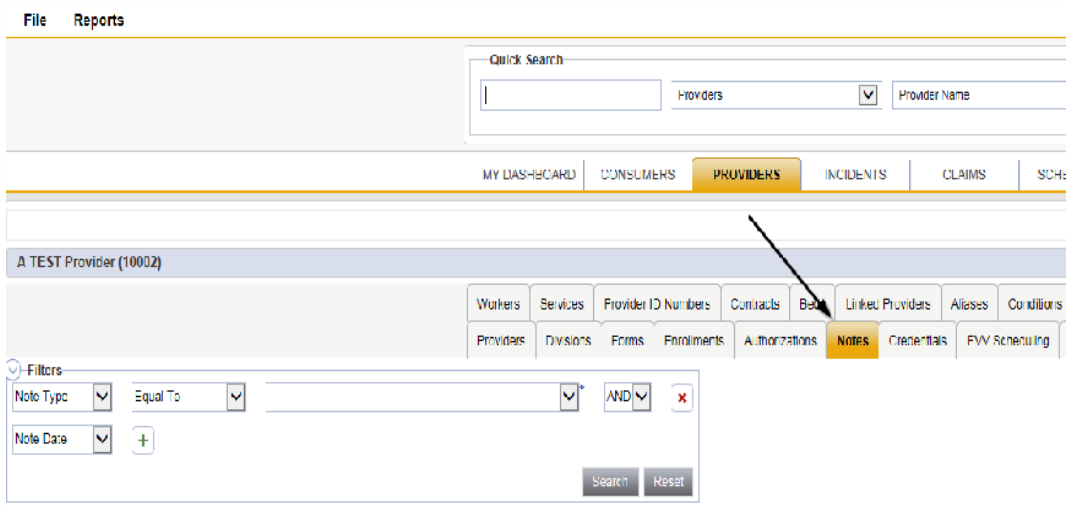 File Reports
Quick Search
Providers Provider Name
MY DASHBOARD CONSUMERS PROVIDERS INCIDENTS CLAIMS SCHE
A TEST Provider (10002)
Workers Services Provider ID Numbers Contracts Linked Providers Aliases Conditions
Providers Divisions Forms Enrollments Authorizations Notes Credentials EVV Scheduling
Filters
Note Type Equal To * AND
Note Date
Search Reset